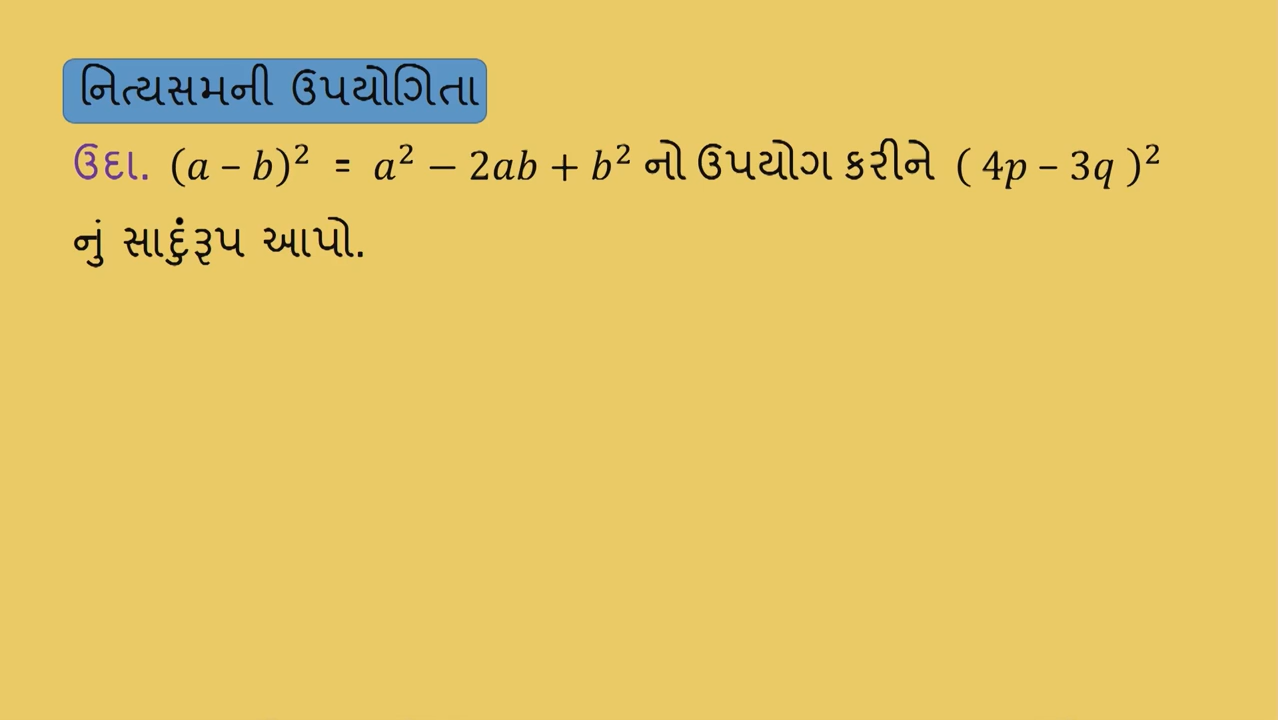 નિત્યસમની ઉપયોગિતા
ઉદા. (a – b)² = a² − 2ab + b² નો ઉપયોગ કરીને ( 4p – 3q )²
નું સાદુંરૂપ આપો.